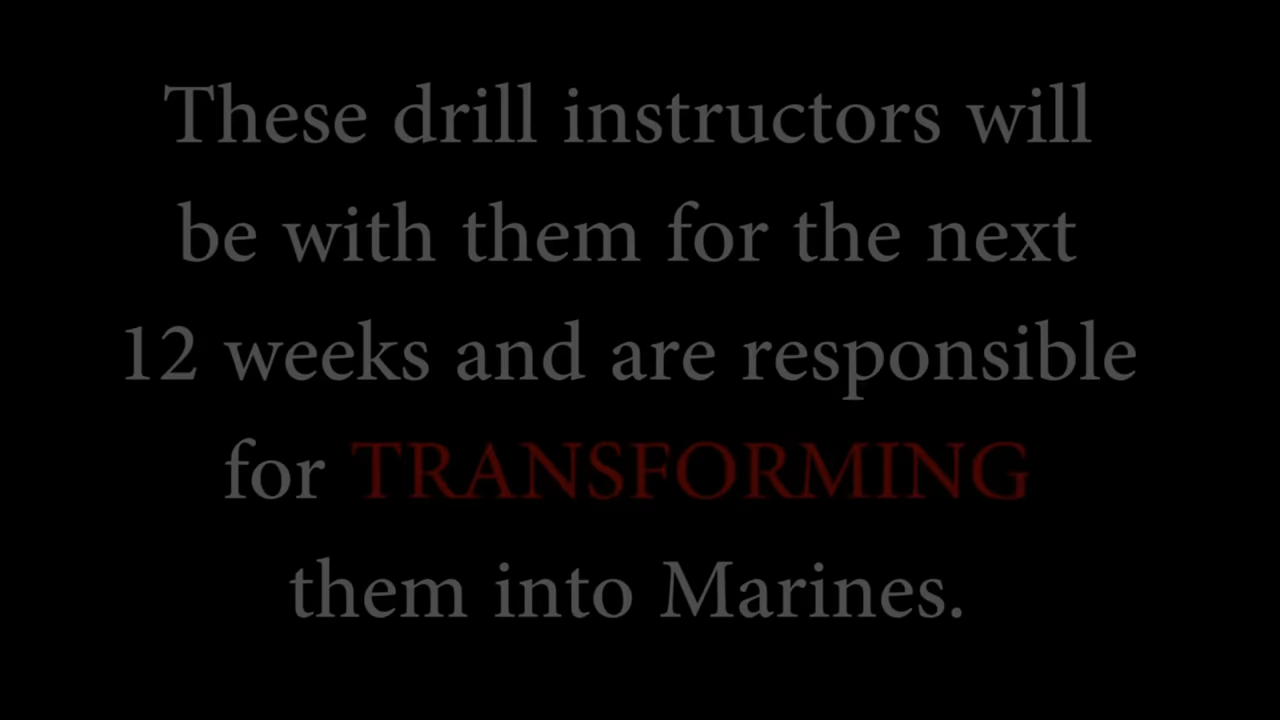 These drill instructors will
be with them for the next
12 weeks and are responsible
for TRANSFORMING
them into Marines.